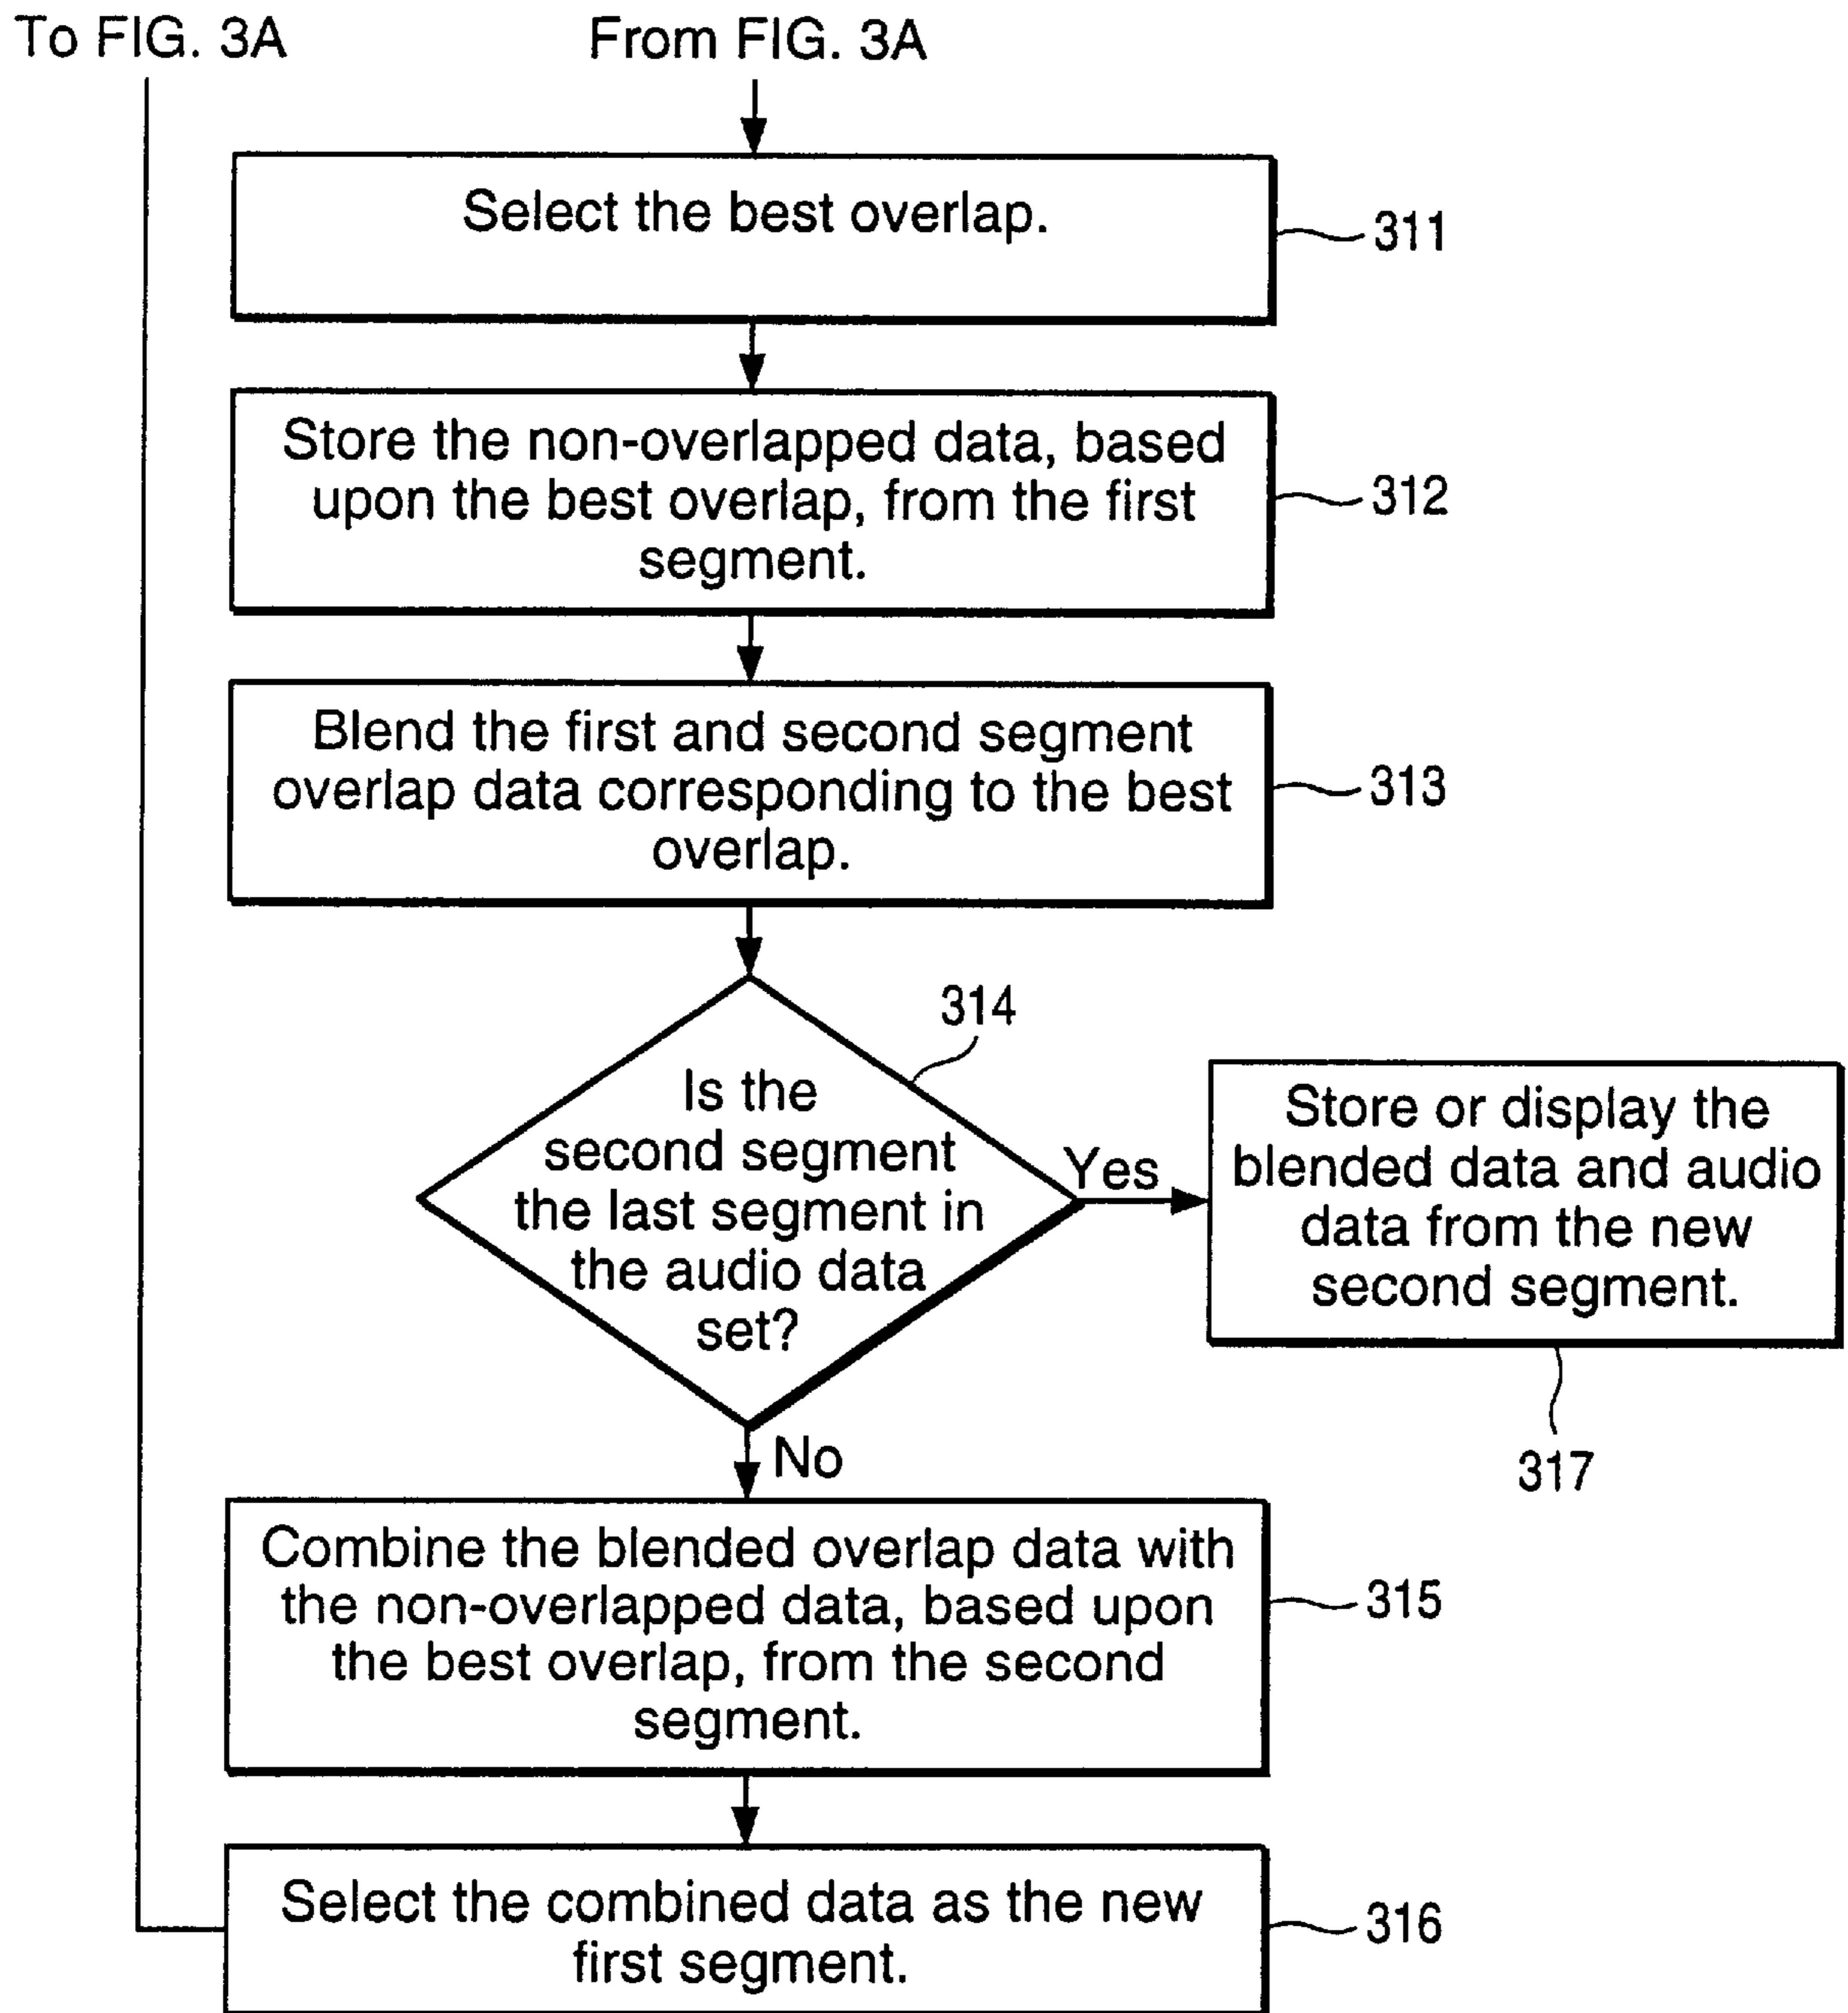 To FIG. 3A
From FIG. 3A
Select the best overlap.
311
Store the non-overlapped data, based
upon the best overlap, from the first
segment.
312
Blend the first and second segment
overlap data corresponding to the best
overlap.
313
314
Is the
second segment
the last segment in
the audio data
set?
Yes
Store or display the
blended data and audio
data from the new
second segment.
317
No
Combine the blended overlap data with
the non-overlapped data, based upon
the best overlap, from the second
segment.
315
Select the combined data as the new
first segment.
316